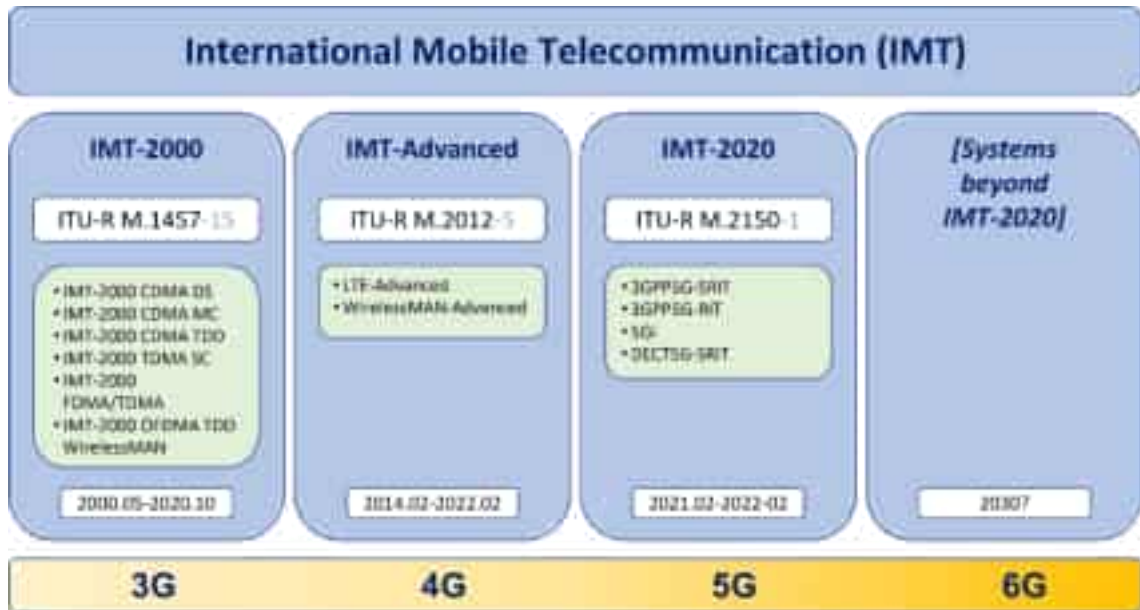 International Mobile Telecommunication (IMT)
IMT-2000
ITU-R M.1457-15
• IMT-2000 CDMA DS
• IMT-2000 CDMA MC
• IMT-2000 CDMA TDD
• IMT-2000 TDMA SC
• IMT-2000
FDMA/TDMA
• IMT-2000 OFDMA TDD
WirelessMAN
2000.05-2020.10
IMT-Advanced
ITU-R M.2012-5
• LTE-Advanced
• WirelessMAN-Advanced
2014.02-2022.02
IMT-2020
ITU-R M.2150-1
• 3GPP5G-SRIT
• 3GPP5G-RIT
• 5Gi
• DECT5G-SRIT
2021.02-2022-02
[Systems
beyond
IMT-2020]
2030?
3G
4G
5G
6G